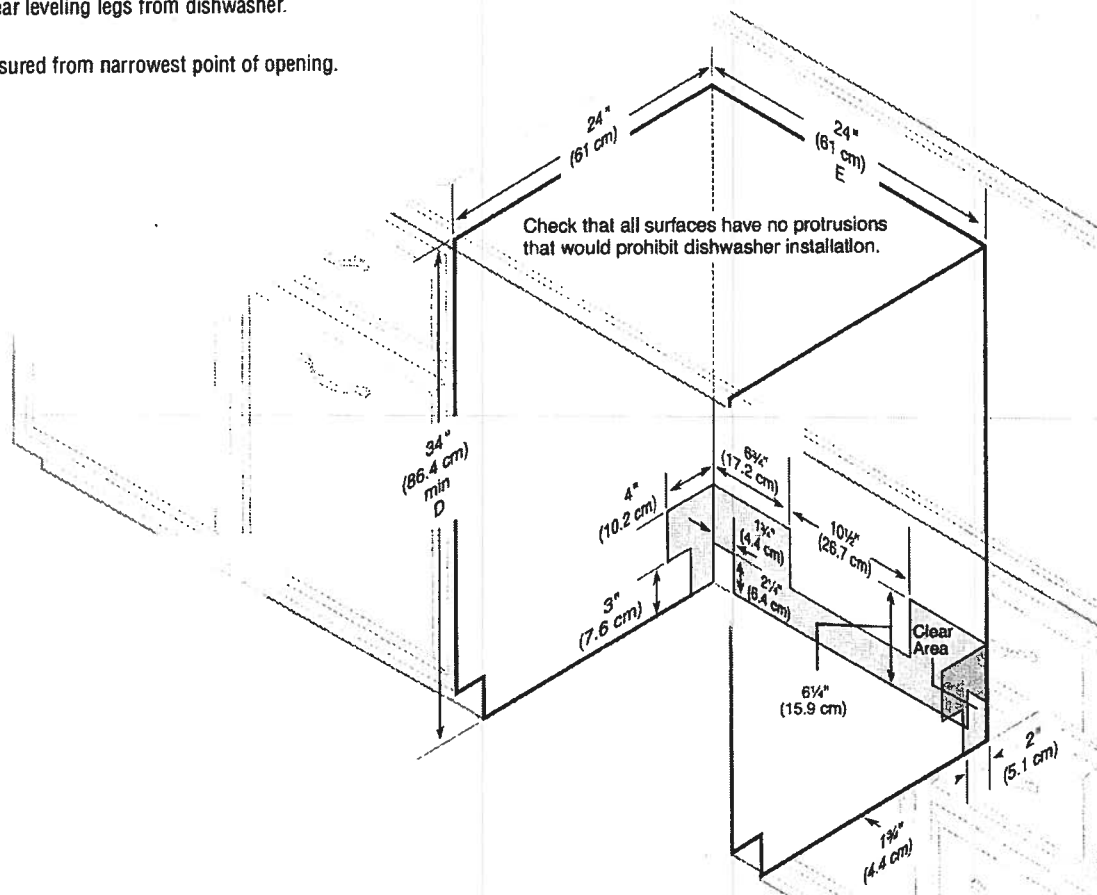 ear leveling legs from dishwasher.
sured from narrowest point of opening.
24"
(61 cm)
24"
(61 cm)
E
Check that all surfaces have no protrusions
that would prohibit dishwasher installation.
34"
(86.4 cm)
min
D
6¾"
(17.2 cm)
4"
(10.2 cm)
1¾"
(4.4 cm)
10½"
(26.7 cm)
2¼"
(6.4 cm)
3"
(7.6 cm)
Clear
Area
6¼"
(15.9 cm)
2"
(5.1 cm)
1¾"
(4.4 cm)